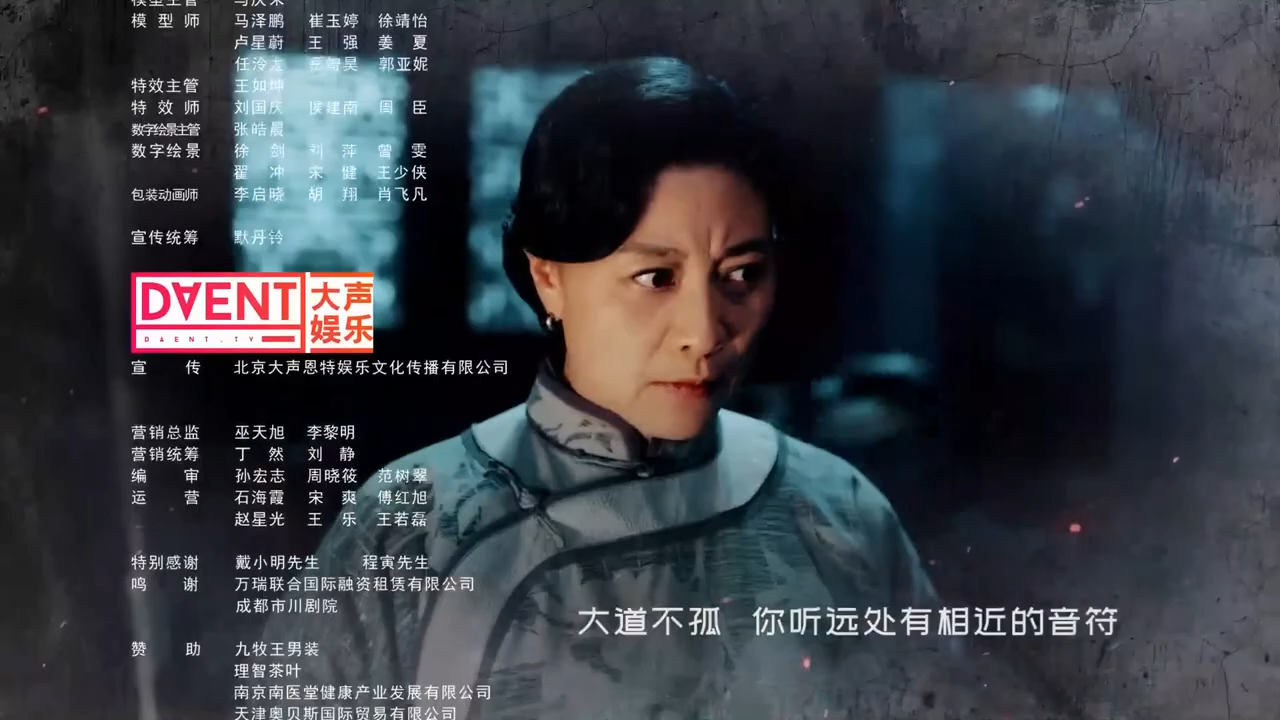 模型师 马泽鹏 崔玉婷 徐靖怡
卢星蔚 王强 姜夏
任泠 昊 郭亚妮
特效主管 王如坤
特效师 刘国庆 侯建南 周臣
数字绘景主管 张皓晨
数字绘景 徐剑 刘萍 曾雯
翟冲 宋健 王少侠
包装动画师 李启晓 胡翔 肖飞凡
宣传统筹 默丹铃
D∀ENT 大声
DAENT.TV 娱乐
宣传 北京大声恩特娱乐文化传播有限公司
营销总监 巫天旭 李黎明
营销统筹 丁然 刘静
编审 孙宏志 周晓筱 范树翠
运营 石海霞 宋爽 傅红旭
赵星光 王乐 王若磊
特别感谢 戴小明先生 程寅先生
鸣谢 万瑞联合国际融资租赁有限公司
成都市川剧院
大道不孤 你听远处有相近的音符
赞助 九牧王男装
理智茶叶
南京南医堂健康产业发展有限公司
天津奥贝斯国际贸易有限公司